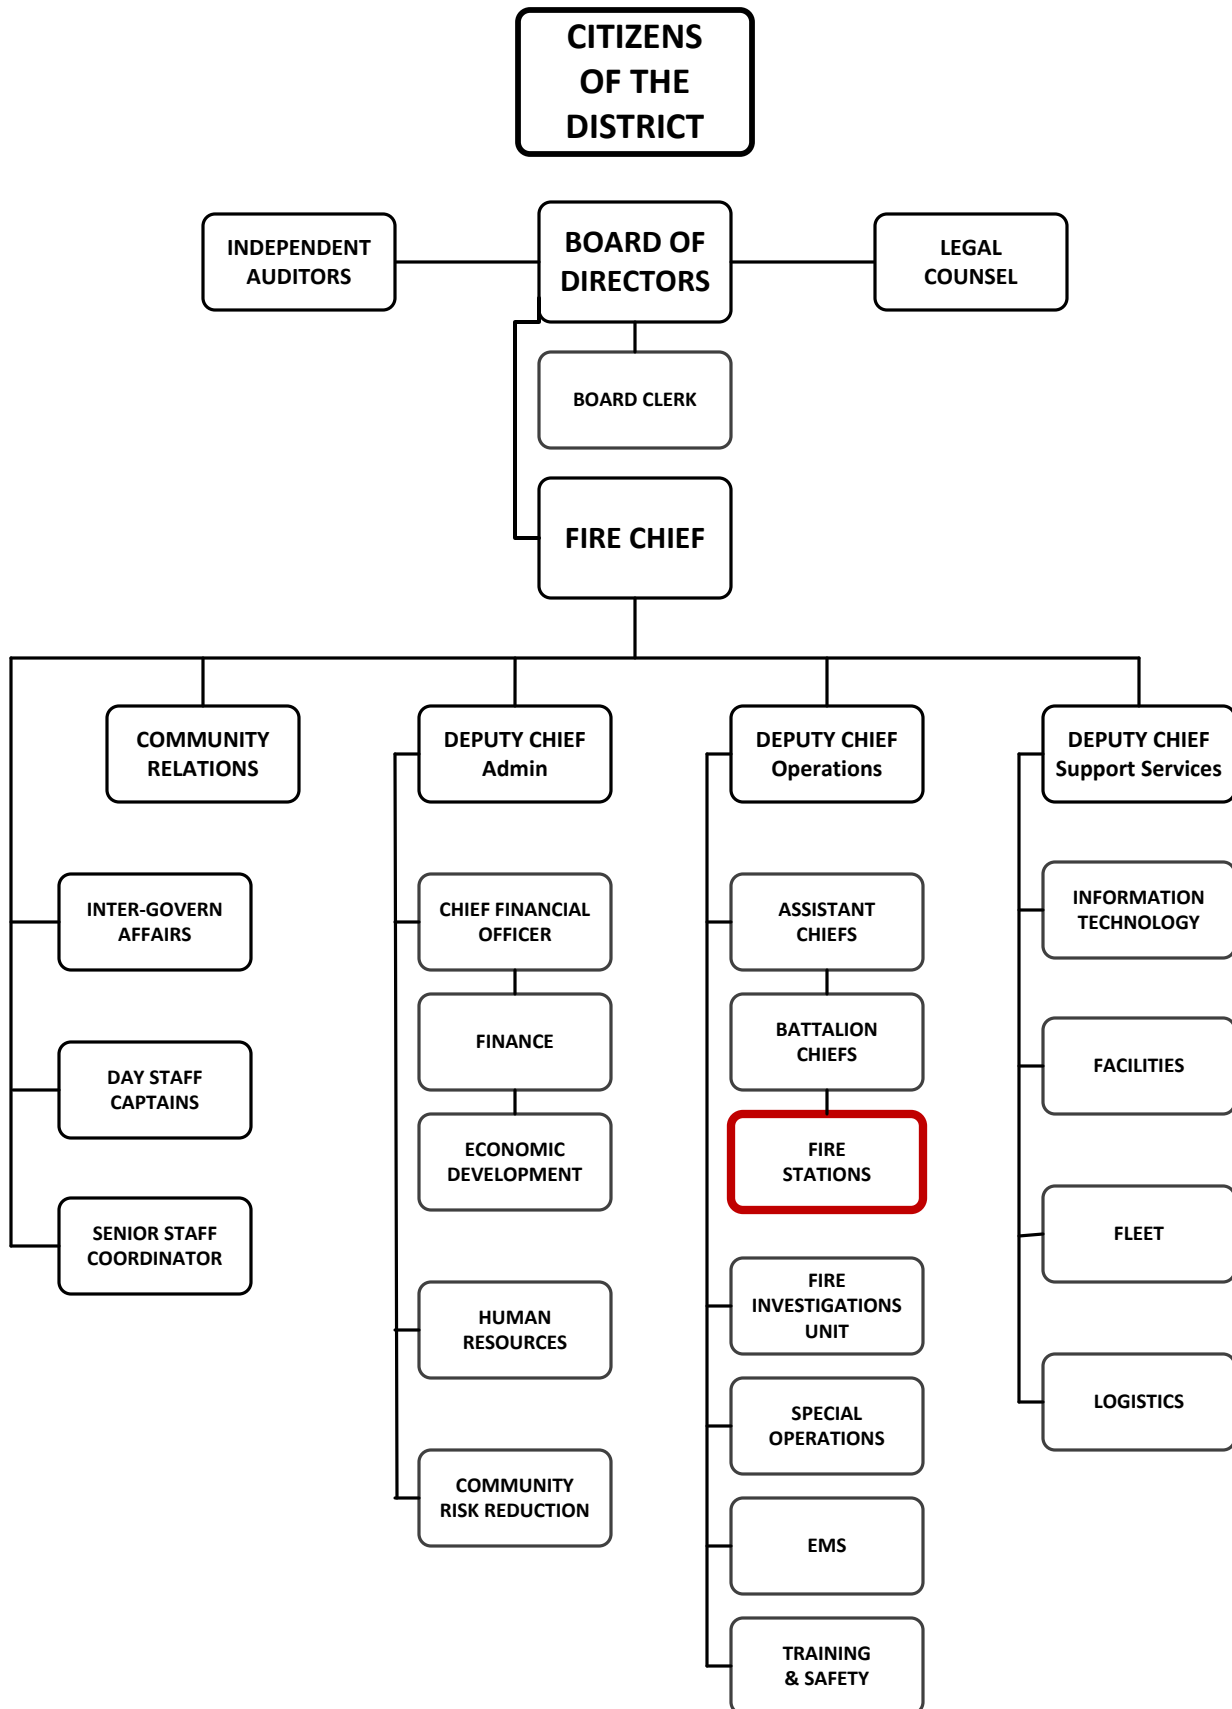 CITIZENS
OF THE
DISTRICT
INDEPENDENT
AUDITORS
BOARD OF
DIRECTORS
LEGAL
COUNSEL
BOARD CLERK
FIRE CHIEF
COMMUNITY
RELATIONS
DEPUTY CHIEF
Admin
DEPUTY CHIEF
Operations
DEPUTY CHIEF
Support Services
INTER-GOVERN
AFFAIRS
DAY STAFF
CAPTAINS
SENIOR STAFF
COORDINATOR
CHIEF FINANCIAL
OFFICER
FINANCE
ECONOMIC
DEVELOPMENT
HUMAN
RESOURCES
COMMUNITY
RISK REDUCTION
ASSISTANT
CHIEFS
BATTALION
CHIEFS
FIRE
STATIONS
FIRE
INVESTIGATIONS
UNIT
SPECIAL
OPERATIONS
EMS
TRAINING
& SAFETY
INFORMATION
TECHNOLOGY
FACILITIES
FLEET
LOGISTICS